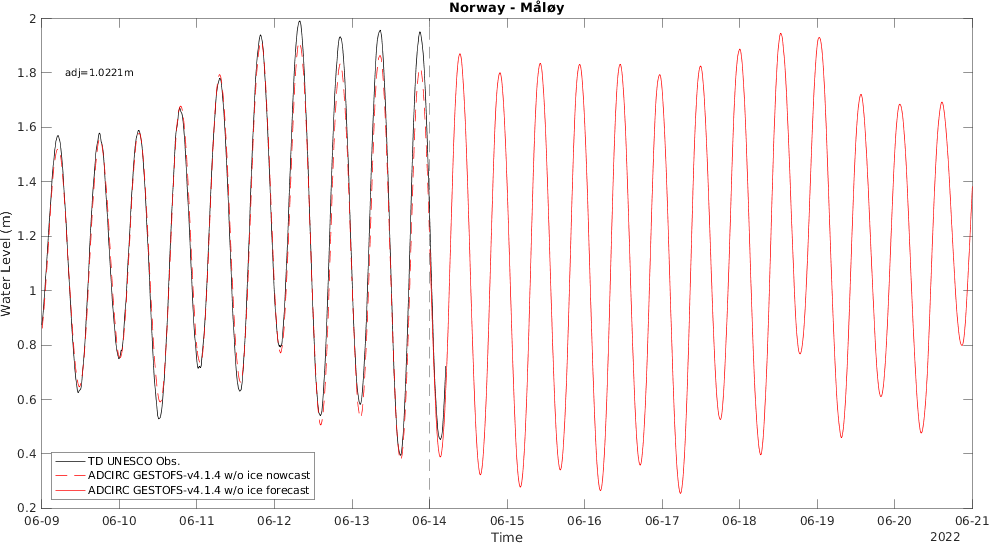 Norway - Måløy
adj=1.0221m
2
1.8
1.6
1.4
1.2
1
0.8
0.6
0.4
0.2
Water Level (m)
TD UNESCO Obs.
ADCIRC GESTOFS-v4.1.4 w/o ice nowcast
ADCIRC GESTOFS-v4.1.4 w/o ice forecast
06-09 06-10 06-11 06-12 06-13 06-14 06-15 06-16 06-17 06-18 06-19 06-20 06-21
Time
2022